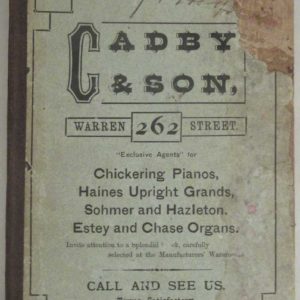 CADBY
& SON,
WARREN 262 STREET.
"Exclusive Agents" for
Chickering Pianos,
Haines Upright Grands,
Sohmer and Hazleton.
Estey and Chase Organs.
Invite attention to a splendid carefully
selected at the Manufacturers'
CALL AND SEE US.